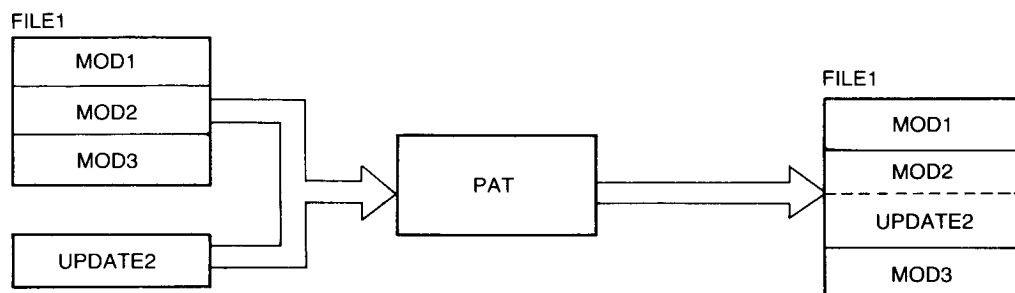 FILE1
MOD1
MOD2
MOD3
UPDATE2
PAT
FILE1
MOD1
MOD2
UPDATE2
MOD3